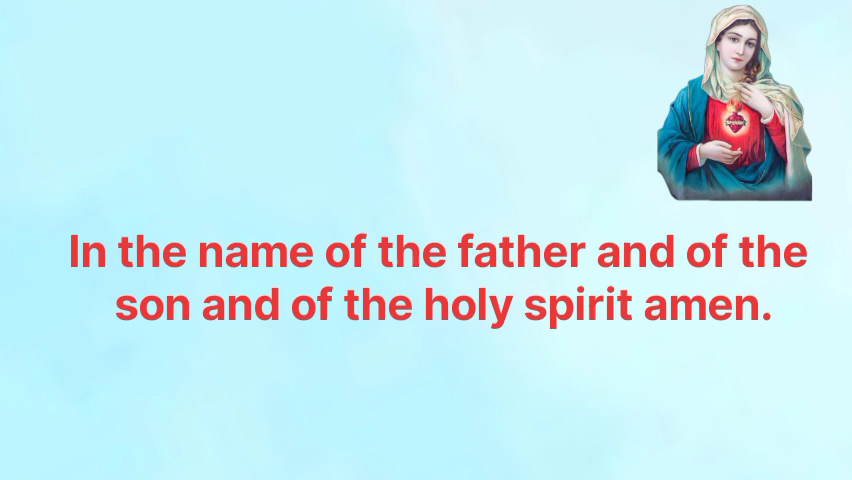 In the name of the father and of the
son and of the holy spirit amen.